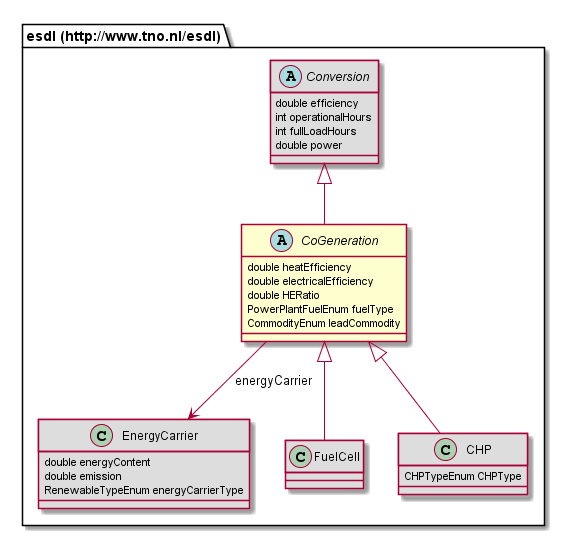 esdl (http://www.tno.nl/esdl)
A Conversion
double efficiency
int operationalHours
int fullLoadHours
double power
A CoGeneration
double heatEfficiency
double electricalEfficiency
double HERatio
PowerPlantFuelEnum fuelType
CommodityEnum leadCommodity
energyCarrier
C EnergyCarrier
double energyContent
double emission
RenewableTypeEnum energyCarrierType
C FuelCell
C CHP
CHPTypeEnum CHPType